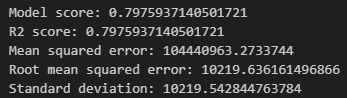 Model score: 0.7975937140501721
R2 score: 0.7975937140501721
Mean squared error: 104440963.2733744
Root mean squared error: 10219.636161496866
Standard deviation: 10219.542844763784